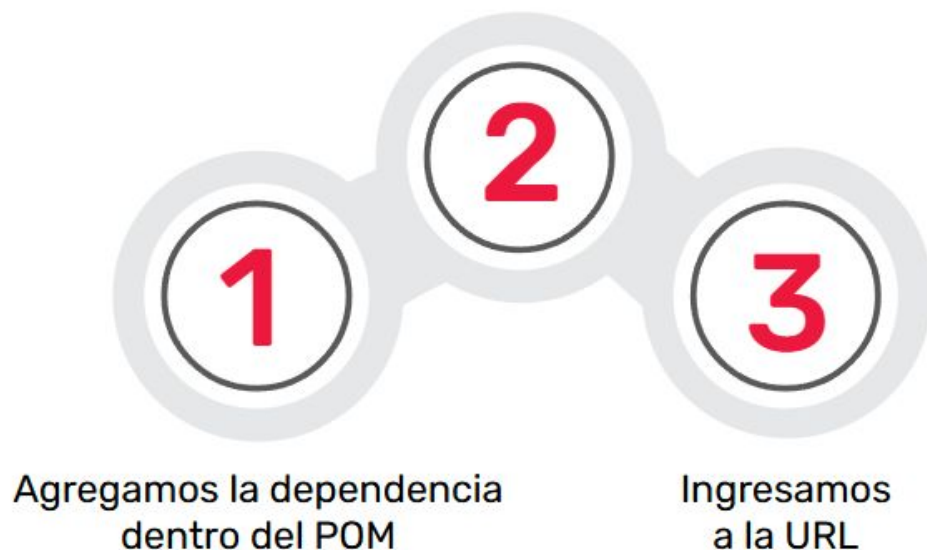 1
2
3
Agregamos la dependencia
dentro del POM
Ingresamos
a la URL